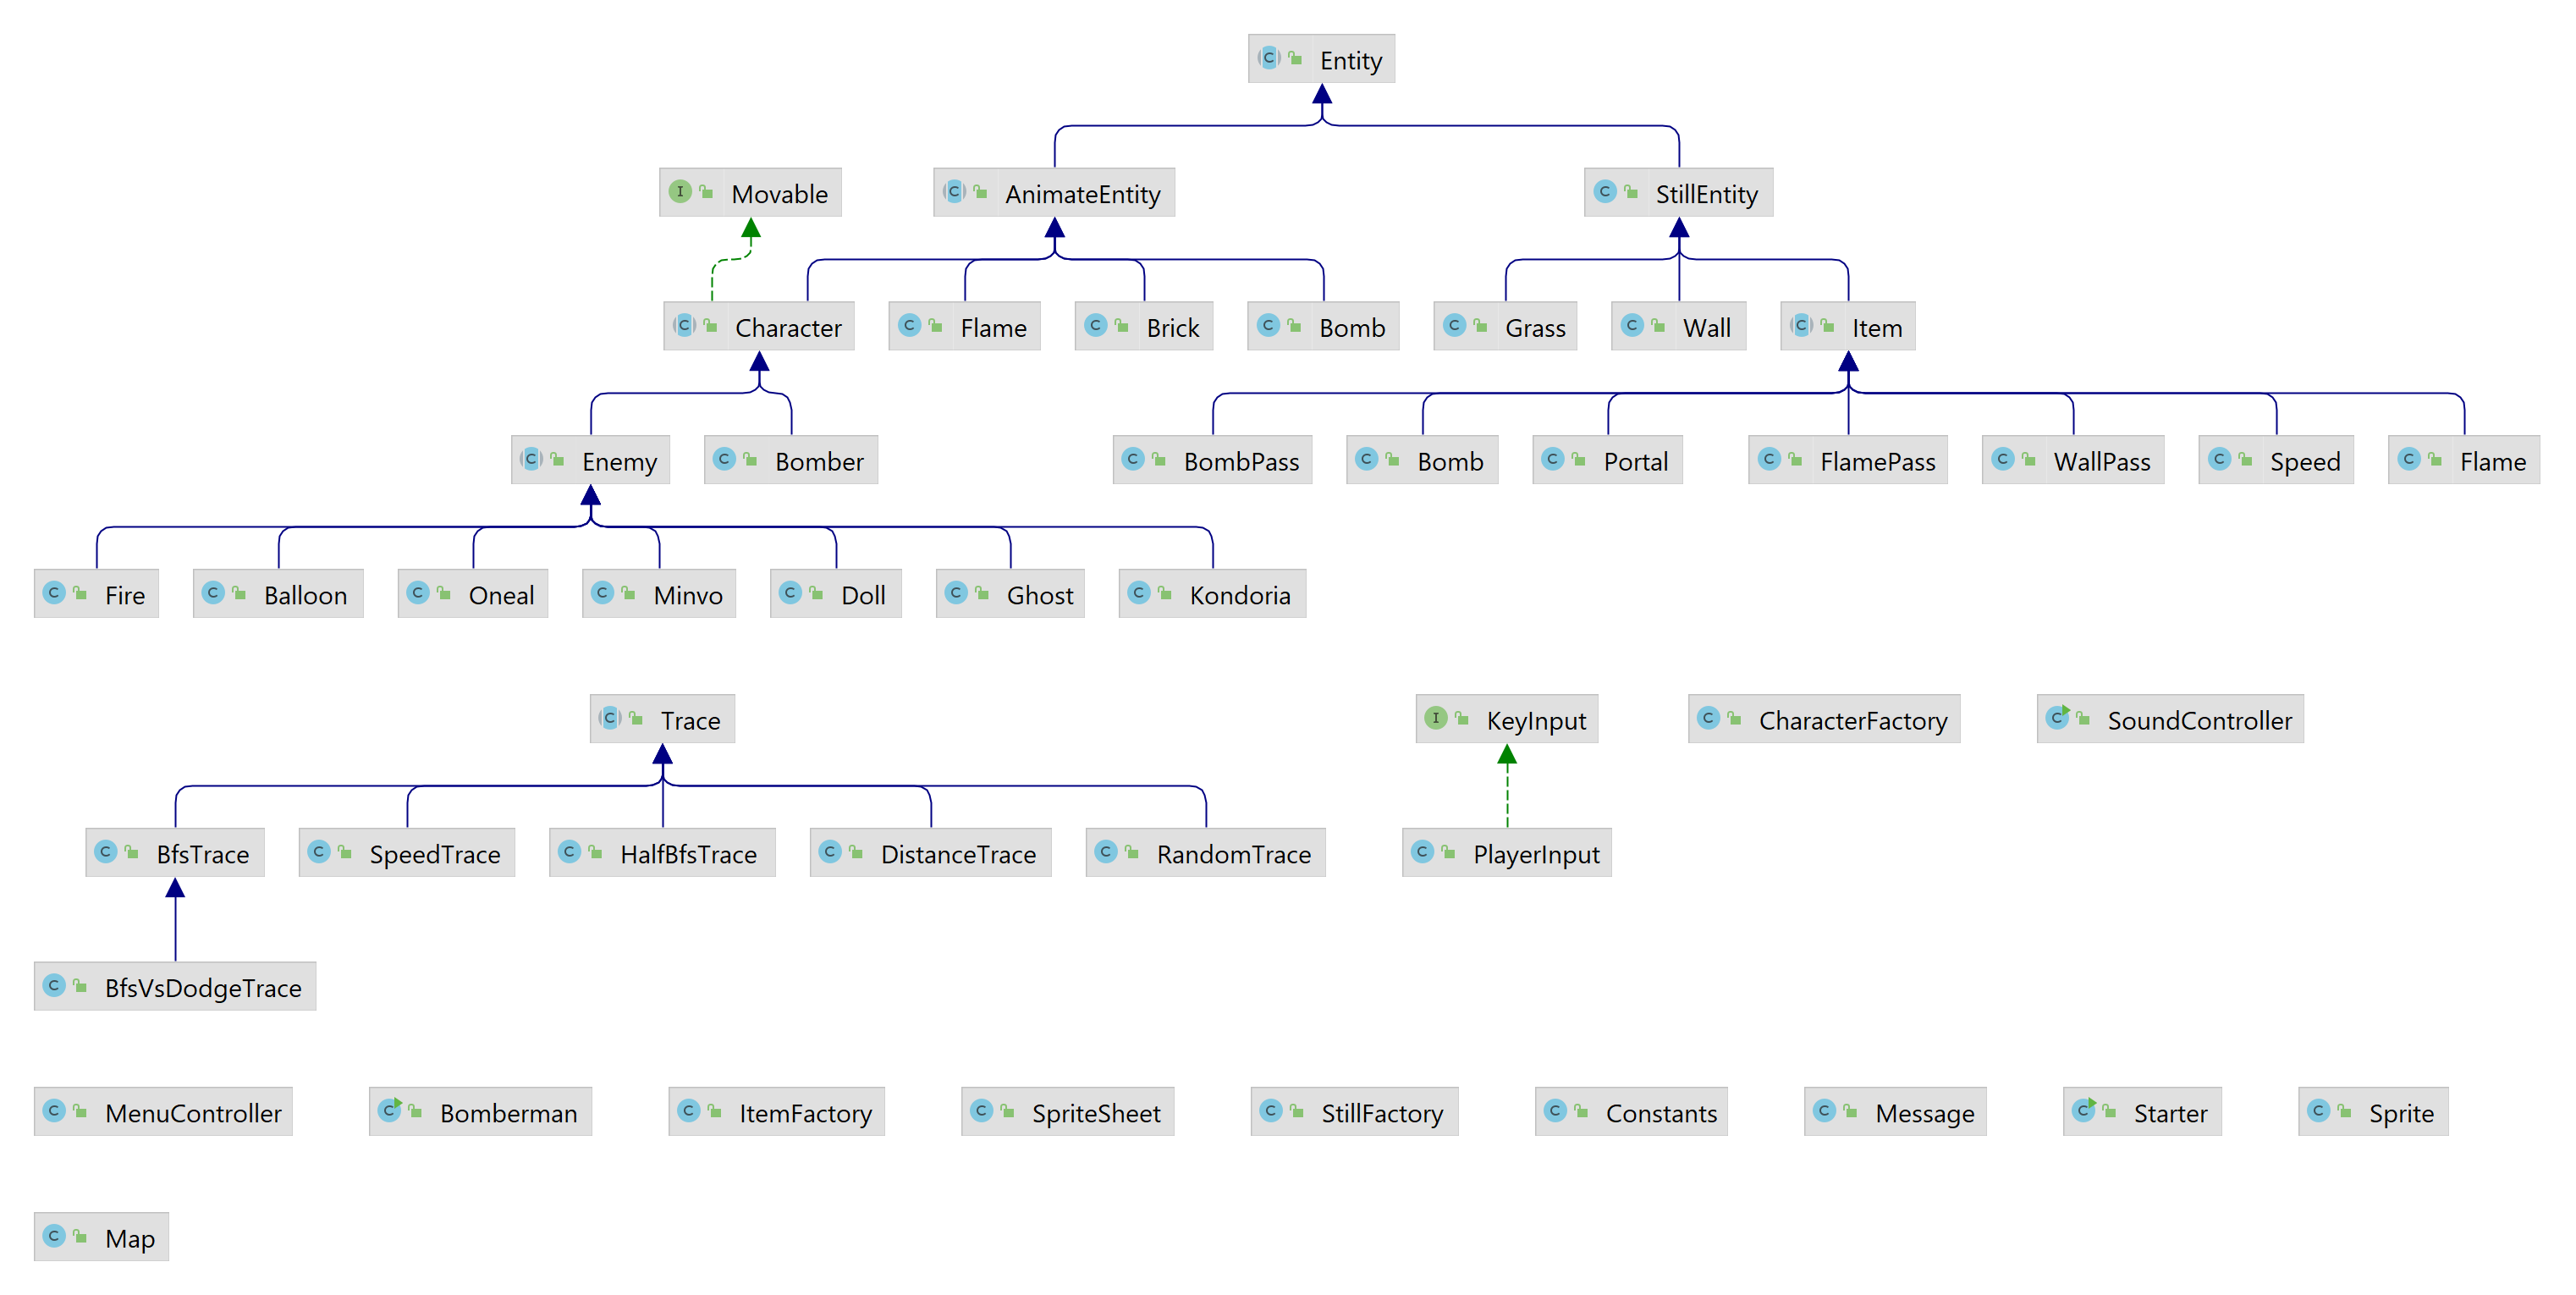 Entity
Movable
AnimateEntity
StillEntity
Character
Flame
Brick
Bomb
Grass
Wall
Item
Enemy
Bomber
BombPass
Bomb
Portal
FlamePass
WallPass
Speed
Flame
Fire
Balloon
Oneal
Minvo
Doll
Ghost
Kondoria
Trace
KeyInput
CharacterFactory
SoundController
BfsTrace
SpeedTrace
HalfBfsTrace
DistanceTrace
RandomTrace
PlayerInput
BfsVsDodgeTrace
MenuController
Bomberman
ItemFactory
SpriteSheet
StillFactory
Constants
Message
Starter
Sprite
Map